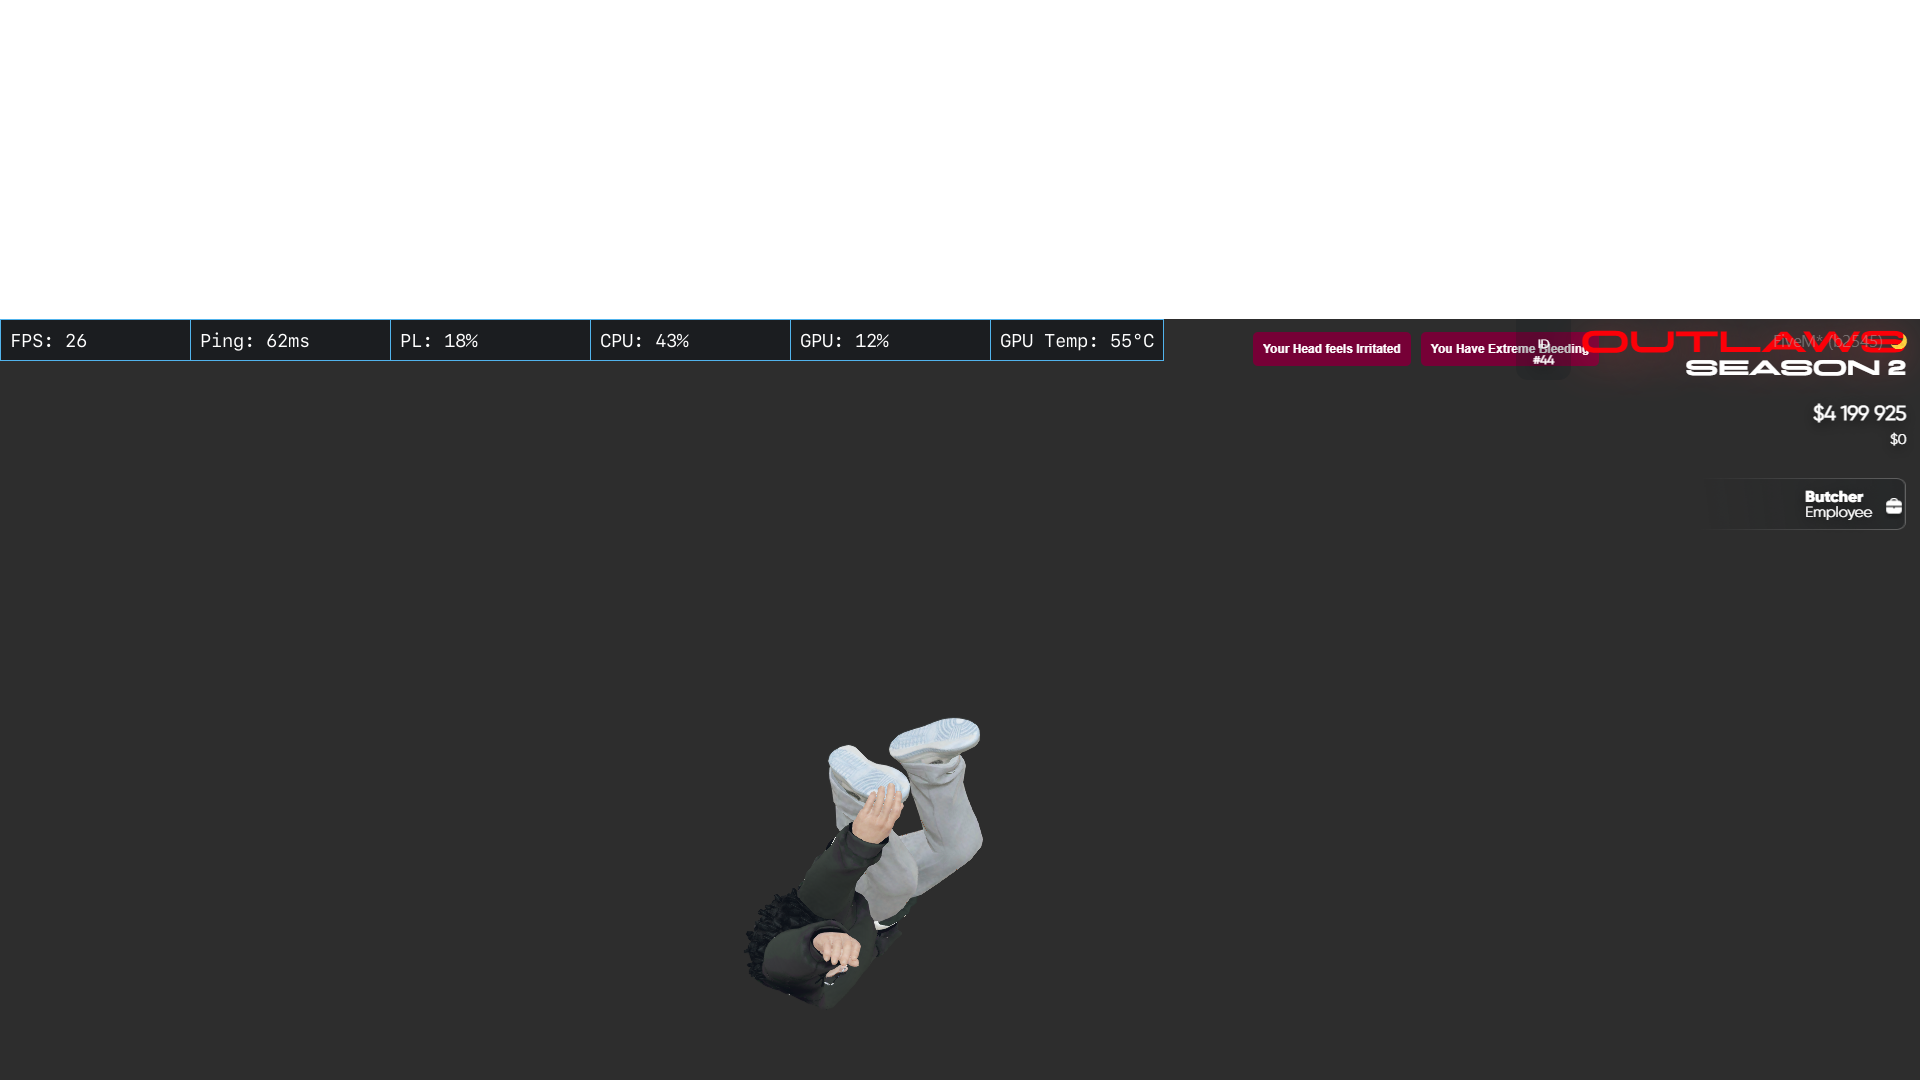 FPS: 26
Ping: 62ms
PL: 18%
CPU: 43%
GPU: 12%
GPU Temp: 55°C
Your Head feels Irritated
You Have Extreme Bleeding
ID
#44
OUTLAWS
FiveM* (b2545)
SEASON 2
$4 199 925
$0
Butcher
Employee